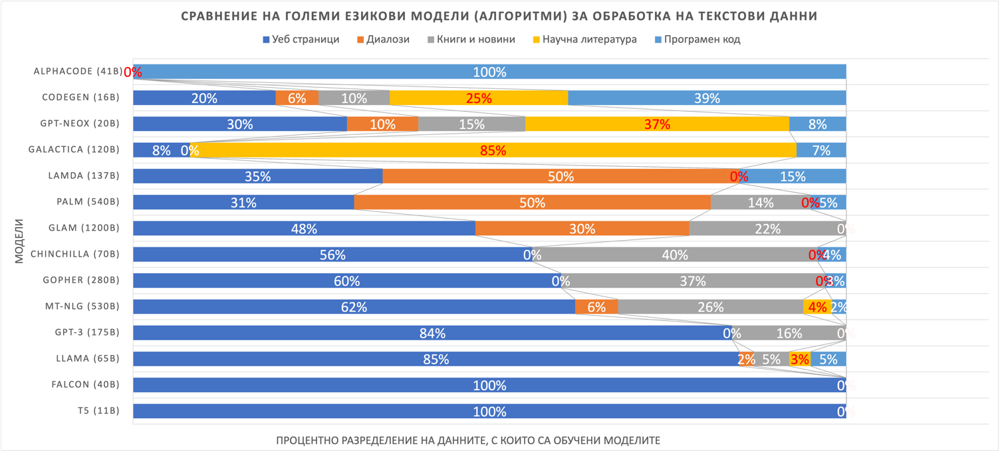 СРАВНЕНИЕ НА ГОЛЕМИ ЕЗИКОВИ МОДЕЛИ (АЛГОРИТМИ) ЗА ОБРАБОТКА НА ТЕКСТОВИ ДАННИ
Уеб страници Диалози Книги и новини Научна литература Програмен код
ALPHACODE (41B) 0% 100%
CODEGEN (16B) 20% 6% 10% 25% 39%
GPT-NEOX (20B) 30% 10% 15% 37% 8%
GALACTICA (120B) 8% 0% 85% 7%
LAMDA (137B) 35% 50% 0% 15%
PALM (540B) 31% 50% 14% 0% 5%
GLAM (1200B) 48% 30% 22% 0%
CHINCHILLA (70B) 56% 0% 40% 0% 4%
GOPHER (280B) 60% 0% 37% 0% 3%
MT-NLG (530B) 62% 6% 26% 4% 2%
GPT-3 (175B) 84% 0% 16% 0%
LLAMA (65B) 85% 2% 5% 3% 5%
FALCON (40B) 100% 0%
T5 (11B) 100% 0%
МОДЕЛИ
ПРОЦЕНТНО РАЗРЕДЕЛЕНИЕ НА ДАННИТЕ, С КОИТО СА ОБУЧЕНИ МОДЕЛИТЕ